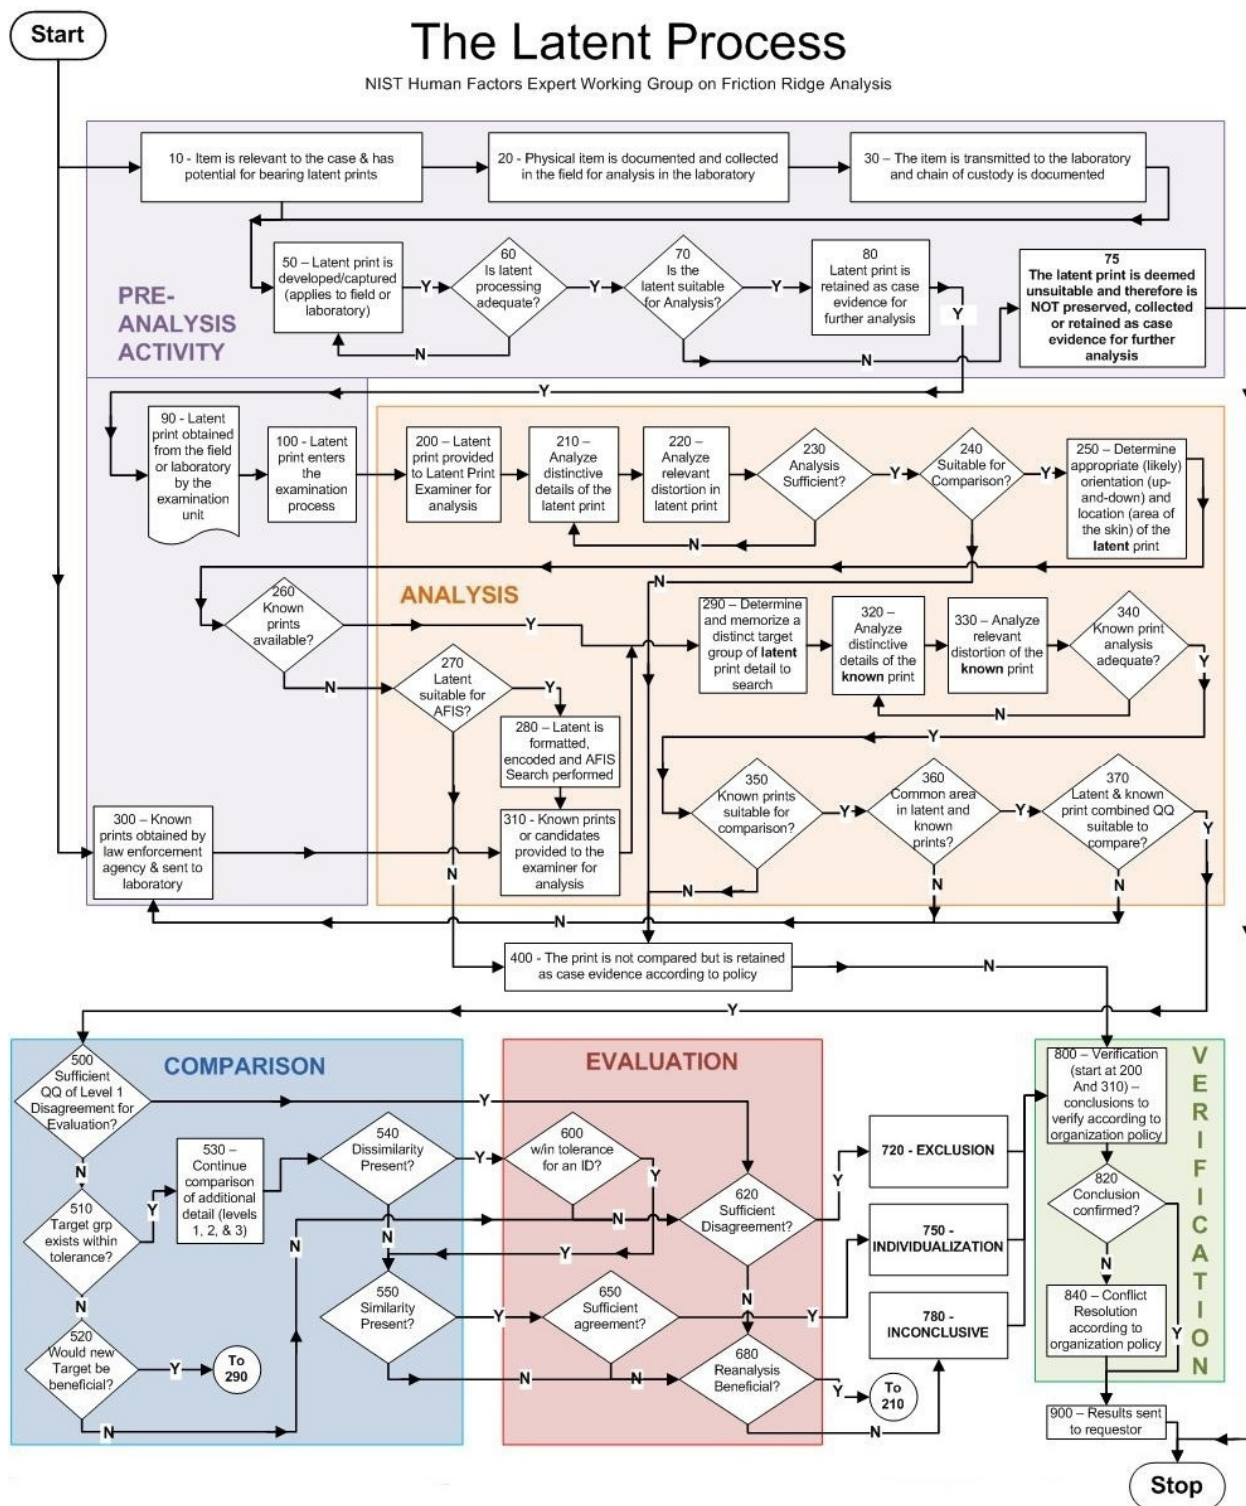 Start
The Latent Process
NIST Human Factors Expert Working Group on Friction Ridge Analysis
10 - Item is relevant to the case & has
potential for bearing latent prints
20 - Physical item is documented and collected
in the field for analysis in the laboratory
30 – The item is transmitted to the laboratory
and chain of custody is documented
PRE-
ANALYSIS
ACTIVITY
50 – Latent print is
developed/captured
(applies to field or
laboratory)
Y
60
Is latent
processing
adequate?
N
Y
70
Is the
latent suitable
for Analysis?
Y
N
80
Latent print is
retained as case
evidence for
further analysis
Y
75
The latent print is deemed
unsuitable and therefore is
NOT preserved, collected
or retained as case
evidence for further
analysis
Y
90 - Latent
print obtained
from the field
or laboratory
by the
examination
unit
100 - Latent
print enters
the
examination
process
200 – Latent
print provided
to Latent Print
Examiner for
analysis
210 –
Analyze
distinctive
details of the
latent print
220 –
Analyze
relevant
distortion in
latent print
230
Analysis
Sufficient?
N
Y
240
Suitable for
Comparison?
Y
N
250 – Determine
appropriate (likely)
orientation (up-
and-down) and
location (area of
the skin) of the
latent print
ANALYSIS
260
Known
prints
available?
Y
N
270
Latent
suitable for
AFIS?
Y
N
280 – Latent is
formatted,
encoded and AFIS
Search performed
290 – Determine
and memorize a
distinct target
group of latent
print detail to
search
320 –
Analyze
distinctive
details of the
known print
330 – Analyze
relevant
distortion of the
known print
340
Known print
analysis
adequate?
N
Y
Y
300 – Known
prints obtained by
law enforcement
agency & sent to
laboratory
310 - Known prints
or candidates
provided to the
examiner for
analysis
350
Known prints
suitable for
comparison?
Y
N
360
Common area
in latent and
known
prints?
Y
N
370
Latent & known
print combined QQ
suitable to
compare?
Y
N
N
400 - The print is not compared but is retained
as case evidence according to policy
N
Y
COMPARISON
500
Sufficient
QQ of Level 1
Disagreement for
Evaluation?
Y
N
510
Target grp
exists within
tolerance?
Y
N
520
Would new
Target be
beneficial?
Y
To
290
N
N
530 –
Continue
comparison
of additional
detail (levels
1, 2, & 3)
540
Dissimilarity
Present?
Y
N
550
Similarity
Present?
Y
N
EVALUATION
600
w/in tolerance
for an ID?
Y
N
Y
620
Sufficient
Disagreement?
Y
N
650
Sufficient
agreement?
Y
N
680
Reanalysis
Beneficial?
Y
To
210
N
720 - EXCLUSION
750 -
INDIVIDUALIZATION
780 -
INCONCLUSIVE
VERIFICATION
800 – Verification
(start at 200
And 310) –
conclusions to
verify according to
organization policy
820
Conclusion
confirmed?
N
Y
840 – Conflict
Resolution
according to
organization policy
900 – Results sent
to requestor
Stop